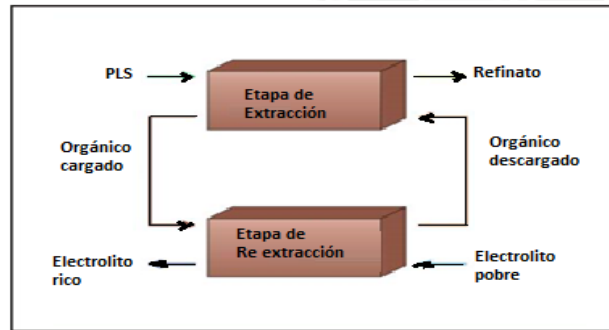 PLS
Etapa de
Extracción
Refinato
Orgánico
cargado
Orgánico
descargado
Etapa de
Re extracción
Electrolito
rico
Electrolito
pobre